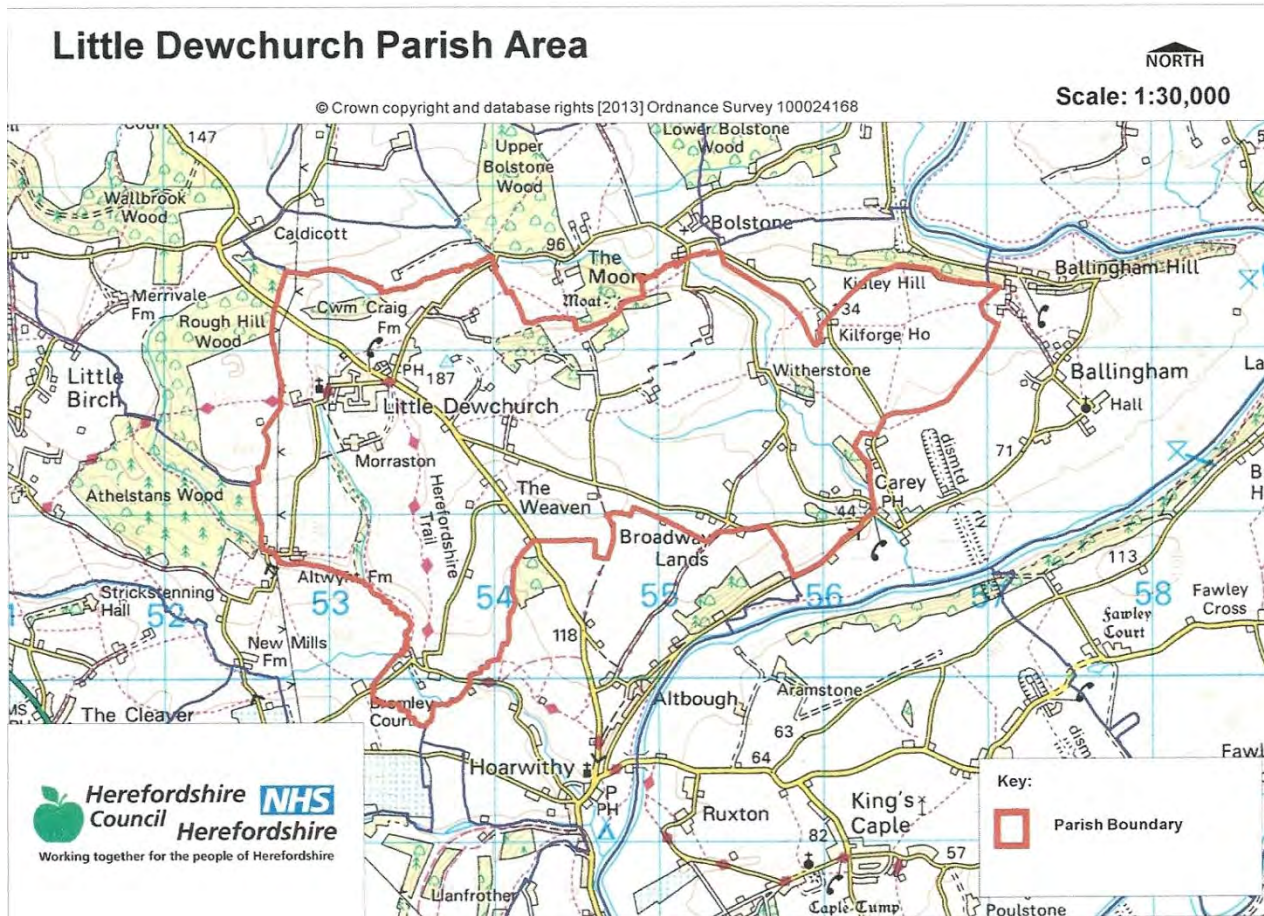 Little Dewchurch Parish Area
NORTH
Scale: 1:30,000
© Crown copyright and database rights [2013] Ordnance Survey 100024168
147
Wallbrook
Wood
Caldicott
Upper
Bolstone
Wood
Lower Bolstone
Wood
96
Bolstone
The
Moors
Moat
Merrivale
Fm
Rough Hill
Wood
Cwm Craig
Fm
PH
187
Little
Birch
Little Dewchurch
Morraston
Athelstans Wood
Herefordshire
Trail
The
Weaven
Broadway
Lands
Witherstone
34
Kilforge Ho
Ballingham Hill
Ballingham
Hall
La
71
dismtd
rly
Carey
PH
44
Altwynt Fm
Strickstenning
Hall
52
53
54
55
56
57
58
113
Fawley
Cross
Fawley
Court
New Mills
Fm
118
Altbough
Aramstone
63
64
The Cleaver
Court
Hoarwithy
P
PH
Ruxton
King's
Caple
82
57
Llanfrother
Caple Tump
Poulstone
Fawl
Herefordshire
Council
NHS
Herefordshire
Working together for the people of Herefordshire
Key:
Parish Boundary